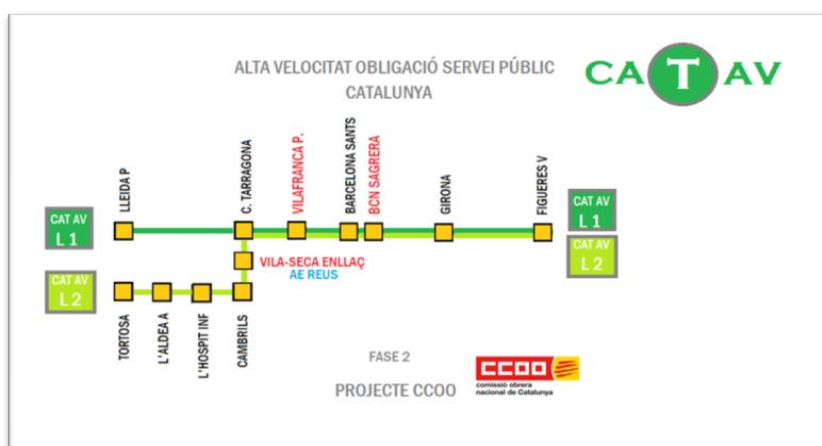 ALTA VELOCITAT OBLIGACIÓ SERVEI PÚBLIC
CATALUNYA
CA T AV
LLEIDA P
C. TARRAGONA
VILAFRANCA P.
BARCELONA SANTS
BCN SAGRERA
GIRONA
FIGUERES V
CAT AV
L 1
CAT AV
L 1
CAT AV
L 2
CAT AV
L 2
VILA-SECA ENLLAÇ
AE REUS
TORTOSA
L'ALDEA A
L'HOSPIT INF
CAMBRILS
FASE 2
PROJECTE CCOO
CCOO
comissió obrera
nacional de Catalunya